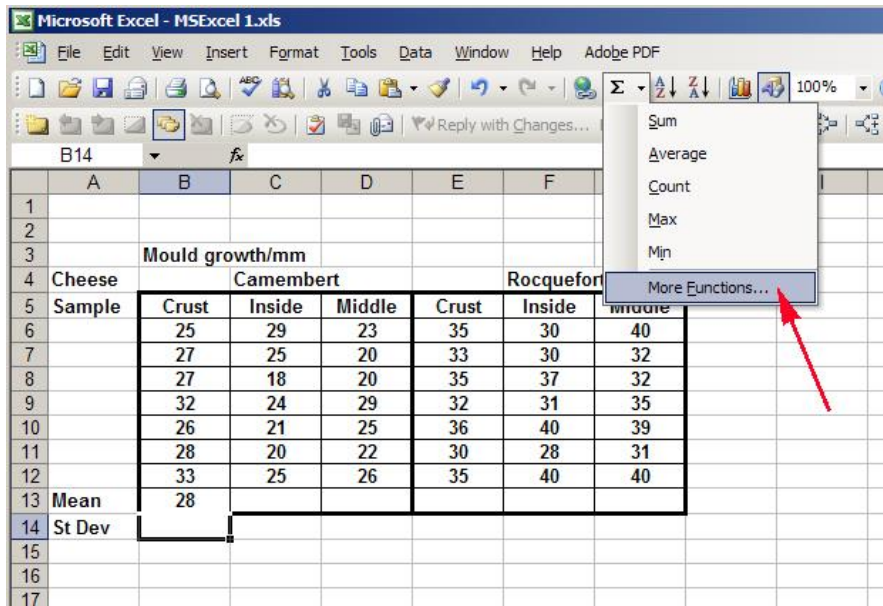 Microsoft Excel - MSExcel 1.xls
File Edit View Insert Format Tools Data Window Help Adobe PDF
ABC Σ A Z Z A 100%
Reply with Changes...
B14 fx
Sum
Average
Count
Max
Min
More Functions...
A B C D E F I
1
2
3 Mould growth/mm
4 Cheese Camembert Rocquefort
5 Sample Crust Inside Middle Crust Inside Middle
6 25 29 23 35 30 40
7 27 25 20 33 30 32
8 27 18 20 35 37 32
9 32 24 29 32 31 35
10 26 21 25 36 40 39
11 28 20 22 30 28 31
12 33 25 26 35 40 40
13 Mean 28
14 St Dev
15
16
17